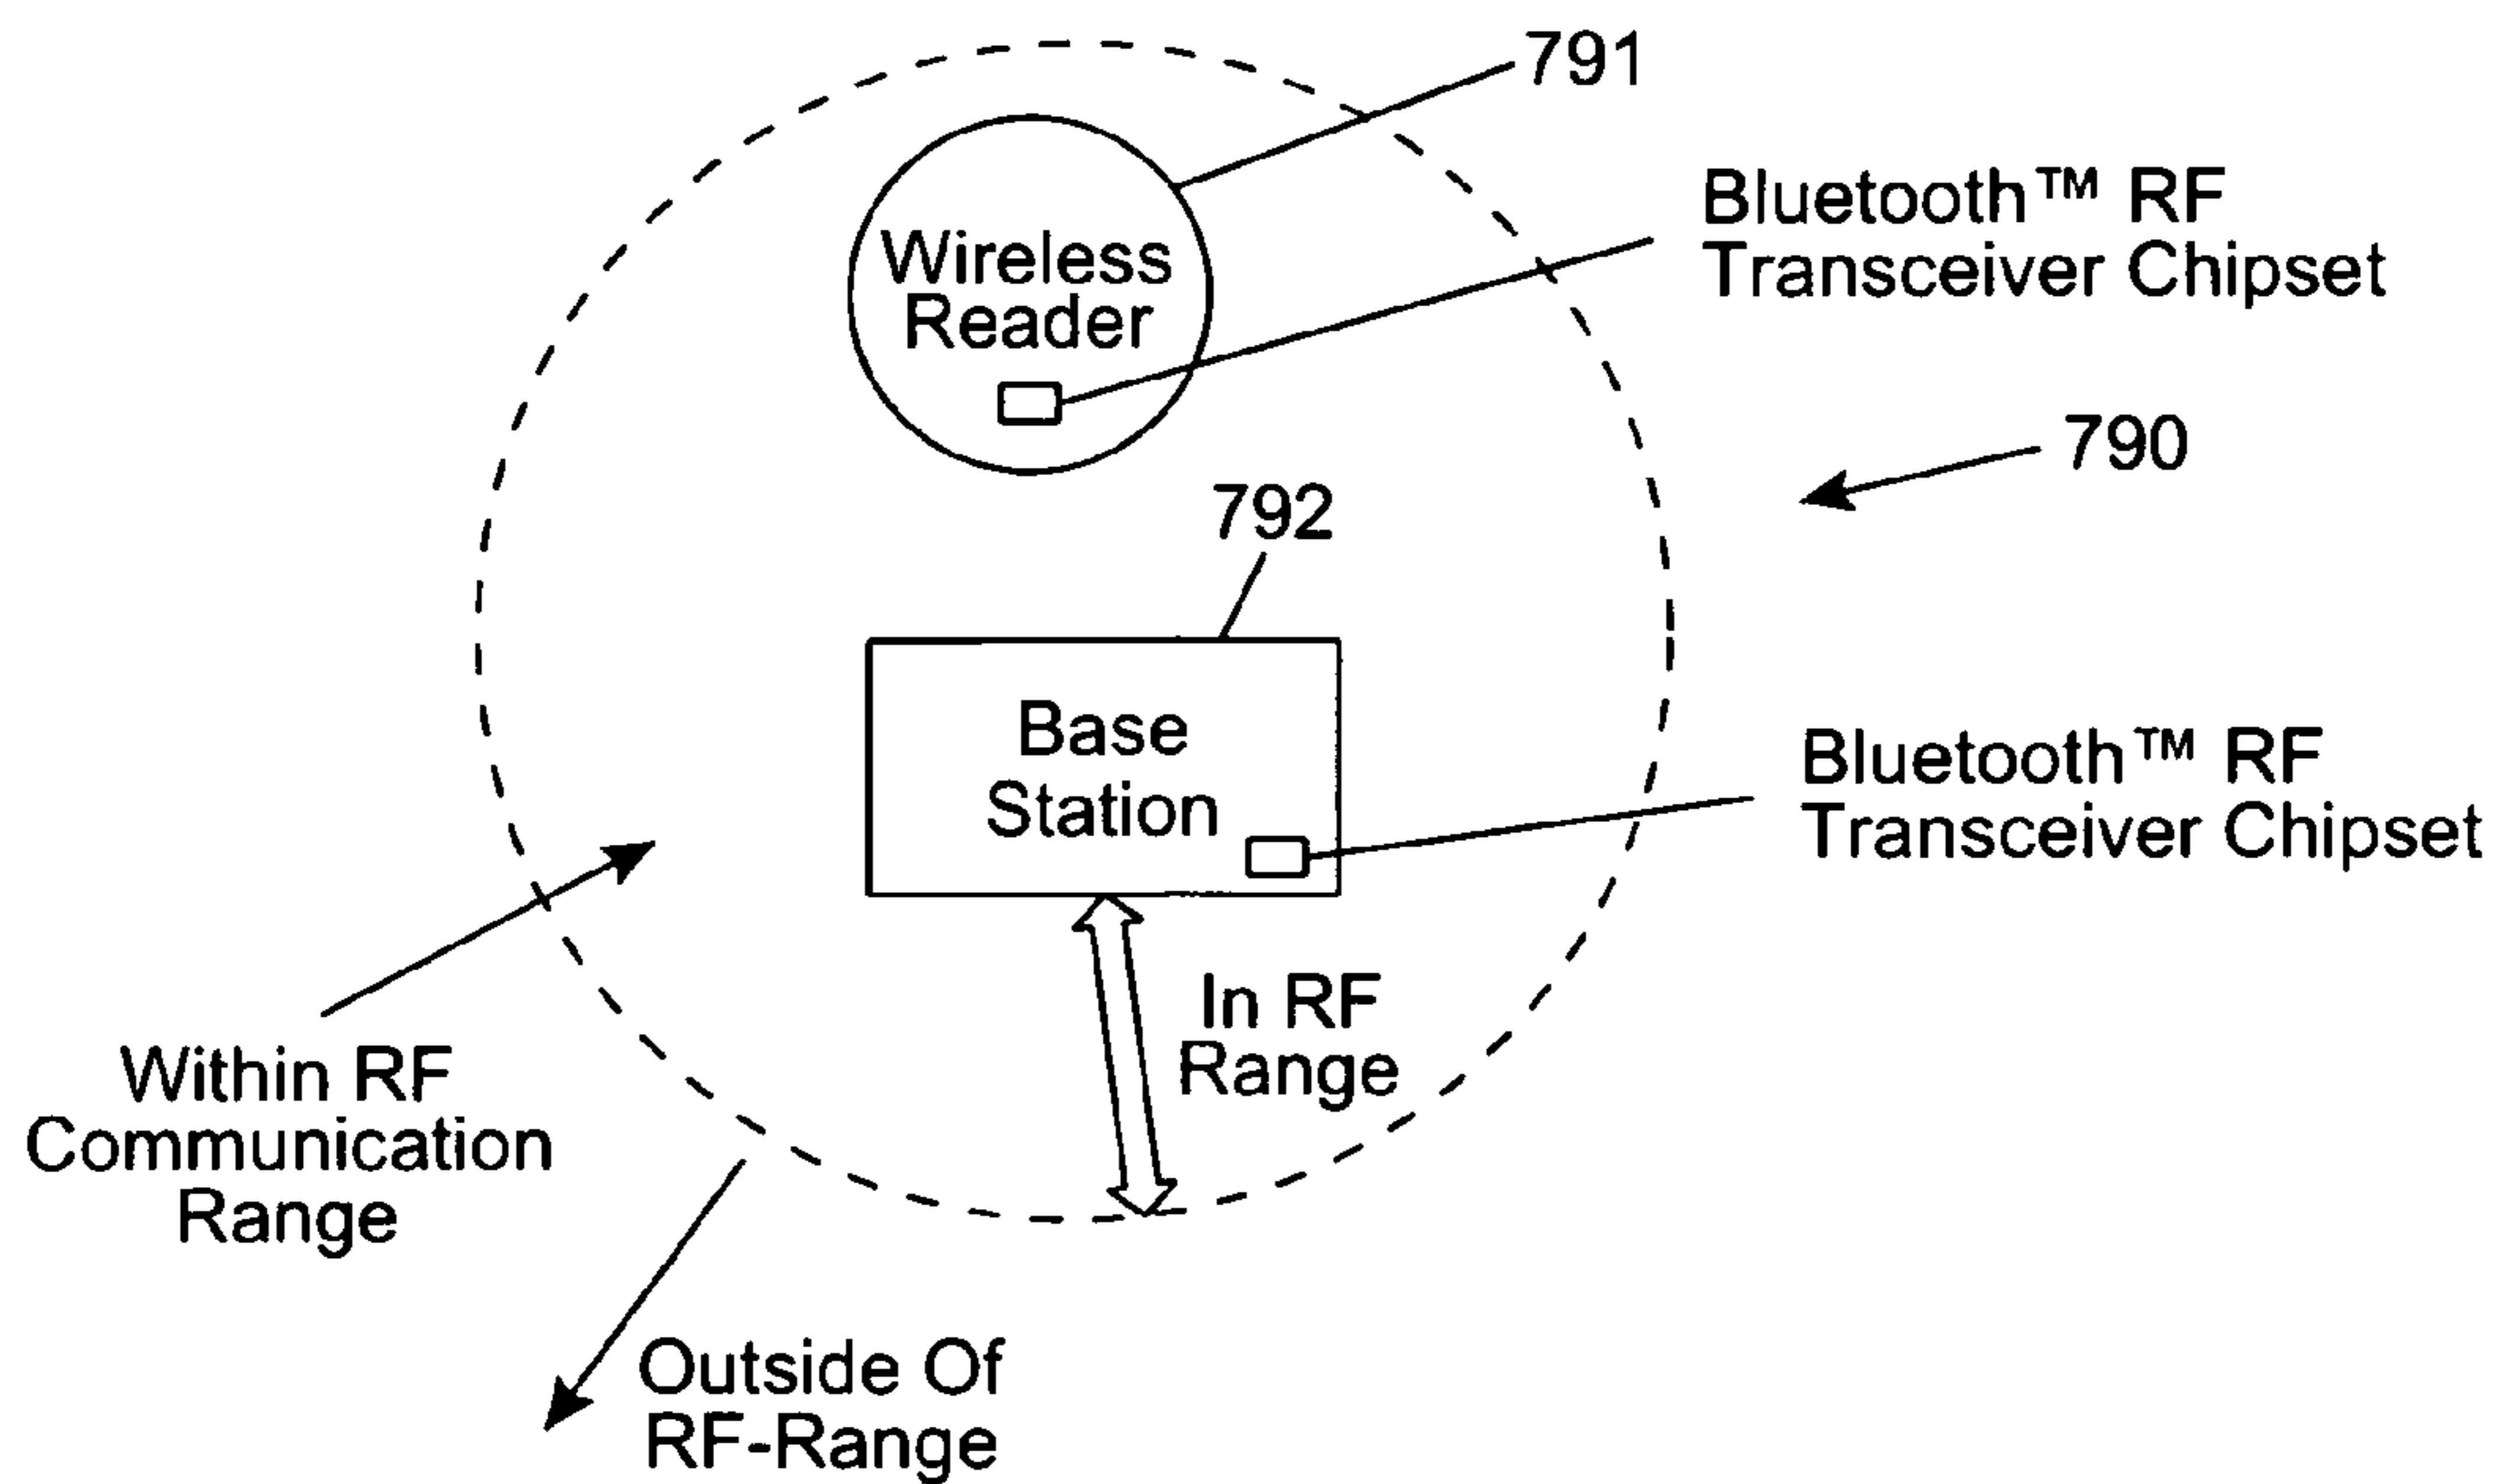 791
Bluetooth™ RF
Transceiver Chipset
Wireless
Reader
790
792
Base
Station
Bluetooth™ RF
Transceiver Chipset
In RF
Range
Within RF
Communication
Range
Outside Of
RF-Range